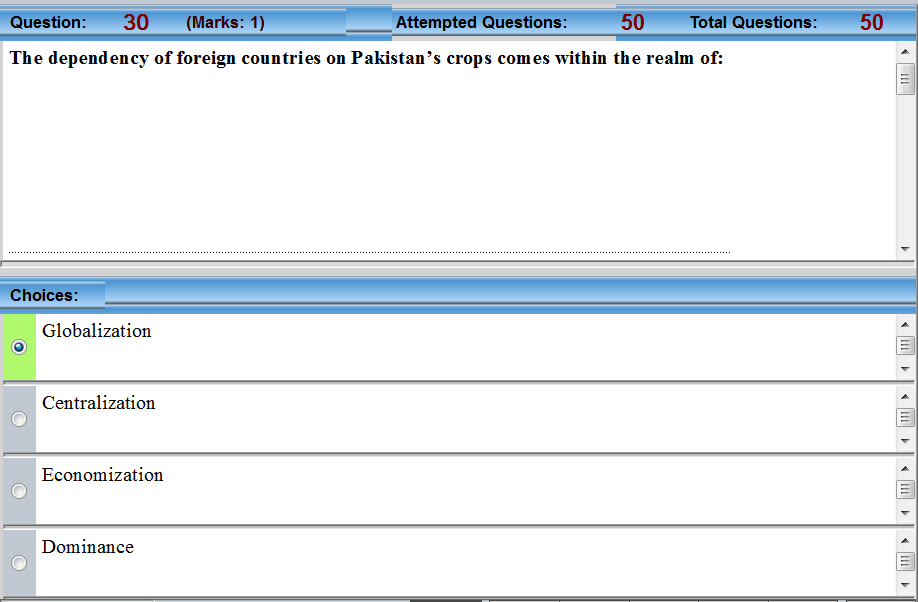 Question: 30 (Marks: 1) Attempted Questions: 50 Total Questions: 50
The dependency of foreign countries on Pakistan’s crops comes within the realm of:
Choices:
Globalization
Centralization
Economization
Dominance